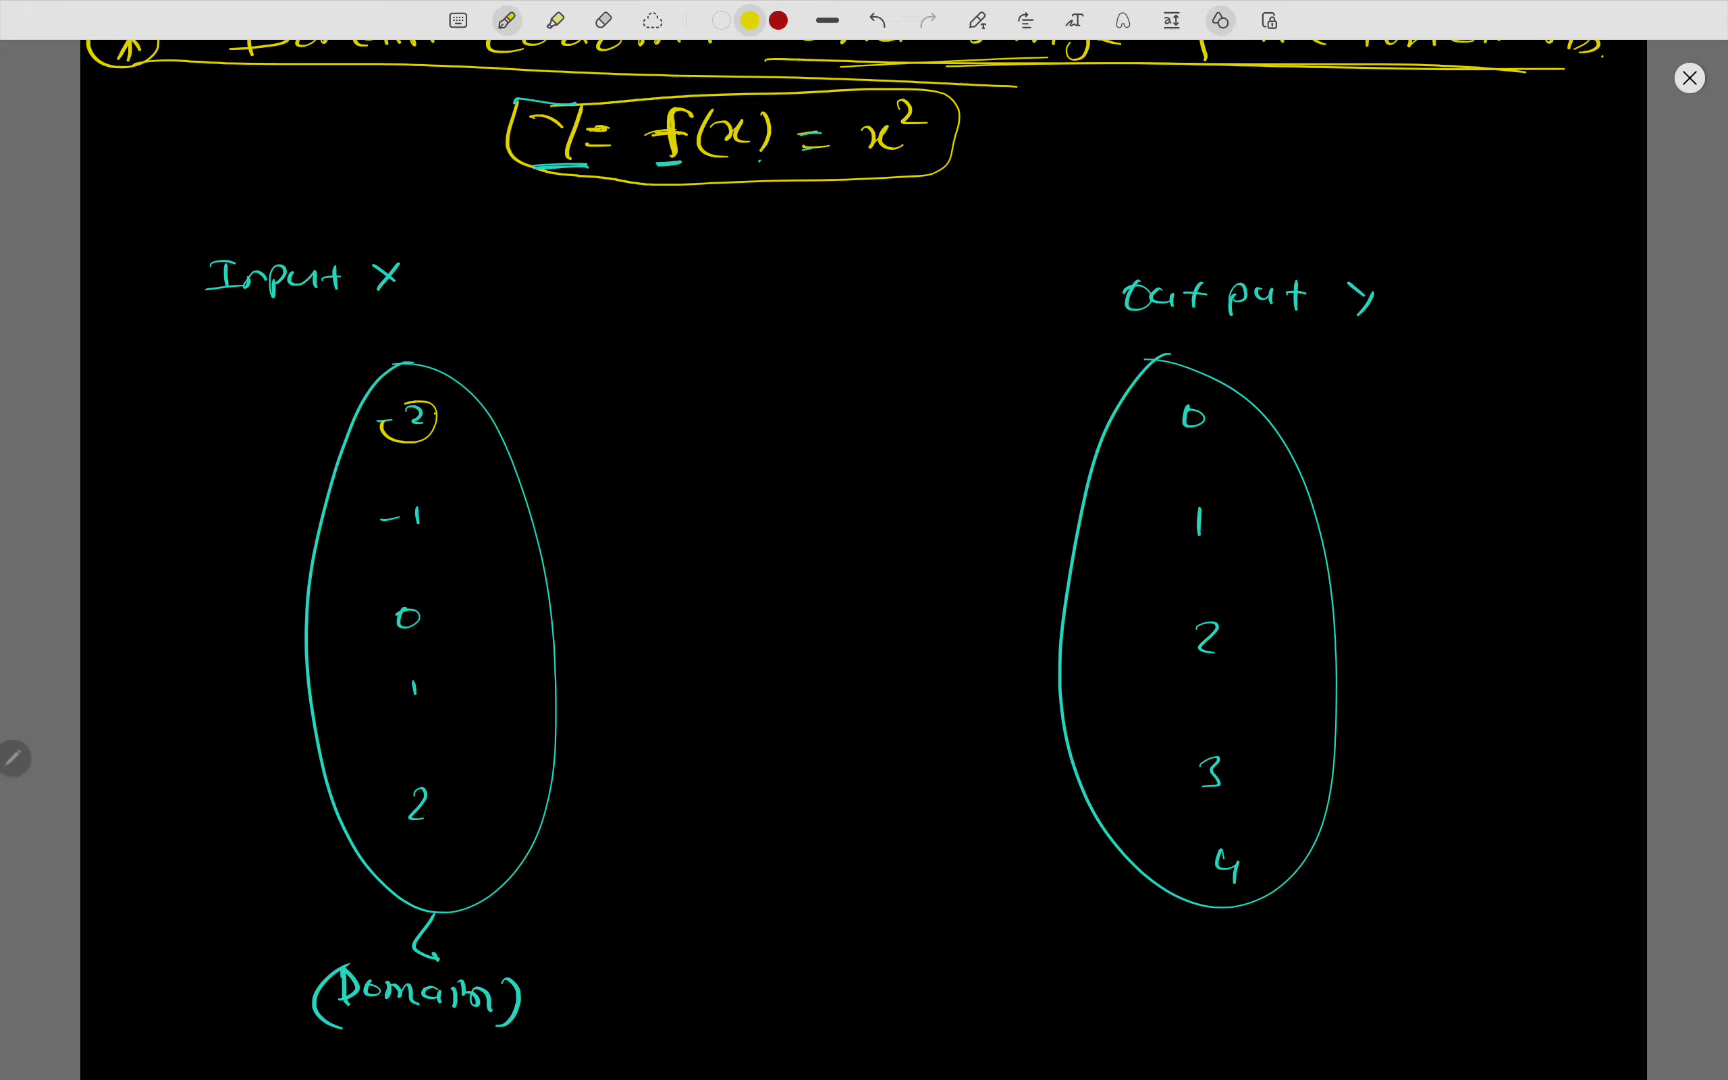 y = f(x) = x²
Input X
Output y
-2
-1
0
1
2
0
1
2
3
4
(Domain)